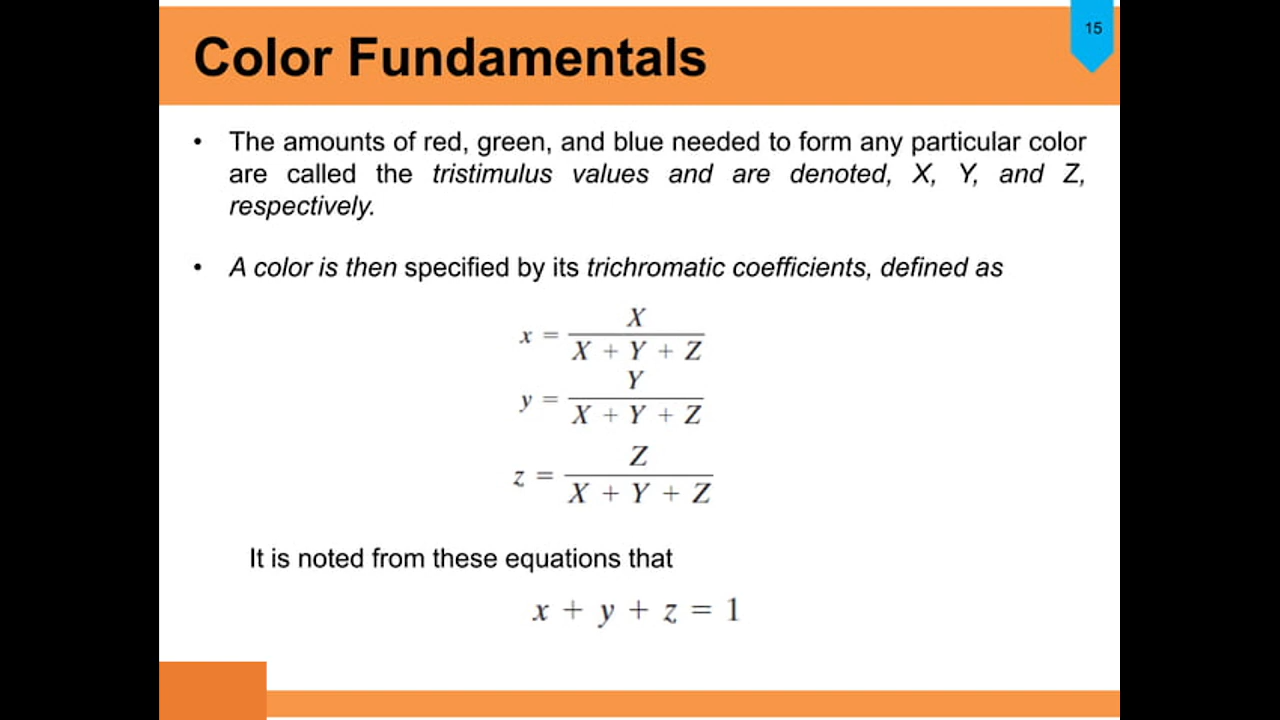 15
Color Fundamentals
• The amounts of red, green, and blue needed to form any particular color
are called the tristimulus values and are denoted, X, Y, and Z,
respectively.
• A color is then specified by its trichromatic coefficients, defined as
x = X / (X + Y + Z)
y = Y / (X + Y + Z)
z = Z / (X + Y + Z)
It is noted from these equations that
x + y + z = 1